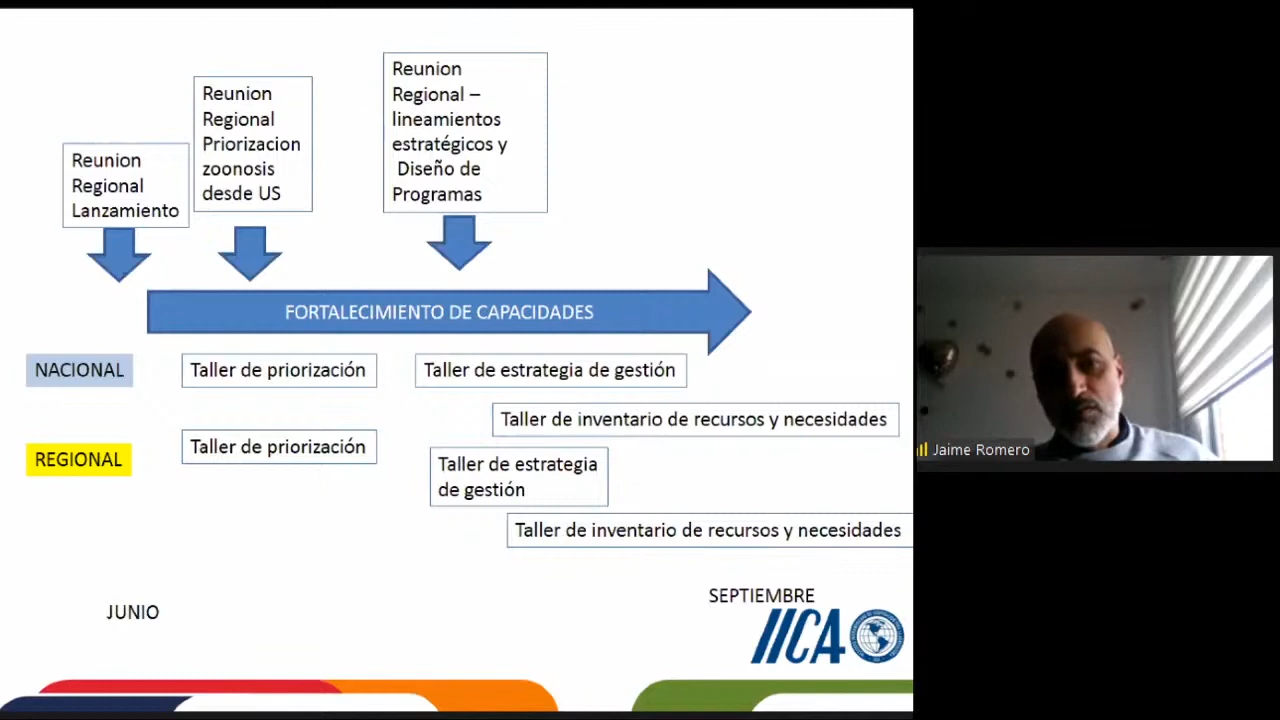 Reunion
Regional
Lanzamiento
Reunion
Regional
Priorizacion
zoonosis
desde US
Reunion
Regional –
lineamientos
estratégicos y
Diseño de
Programas
FORTALECIMIENTO DE CAPACIDADES
NACIONAL
Taller de priorización
Taller de estrategia de gestión
Taller de inventario de recursos y necesidades
REGIONAL
Taller de priorización
Taller de estrategia
de gestión
Taller de inventario de recursos y necesidades
JUNIO
SEPTIEMBRE
IICA
Jaime Romero